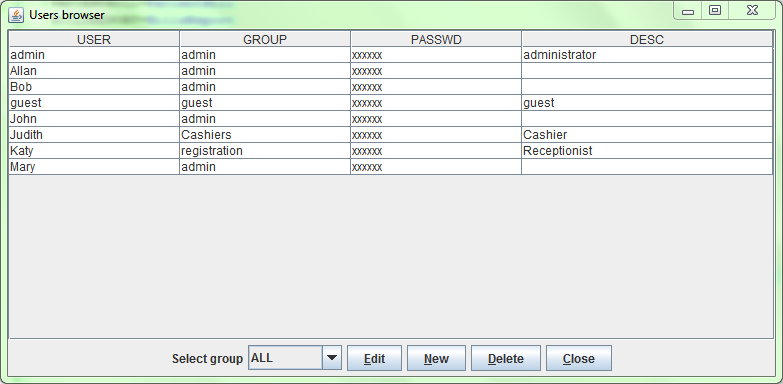 Users browser
USER GROUP PASSWD DESC
admin admin xxxxxx administrator
Allan admin xxxxxx
Bob admin xxxxxx
guest guest xxxxxx guest
John admin xxxxxx
Judith Cashiers xxxxxx Cashier
Katy registration xxxxxx Receptionist
Mary admin xxxxxx
Select group ALL Edit New Delete Close